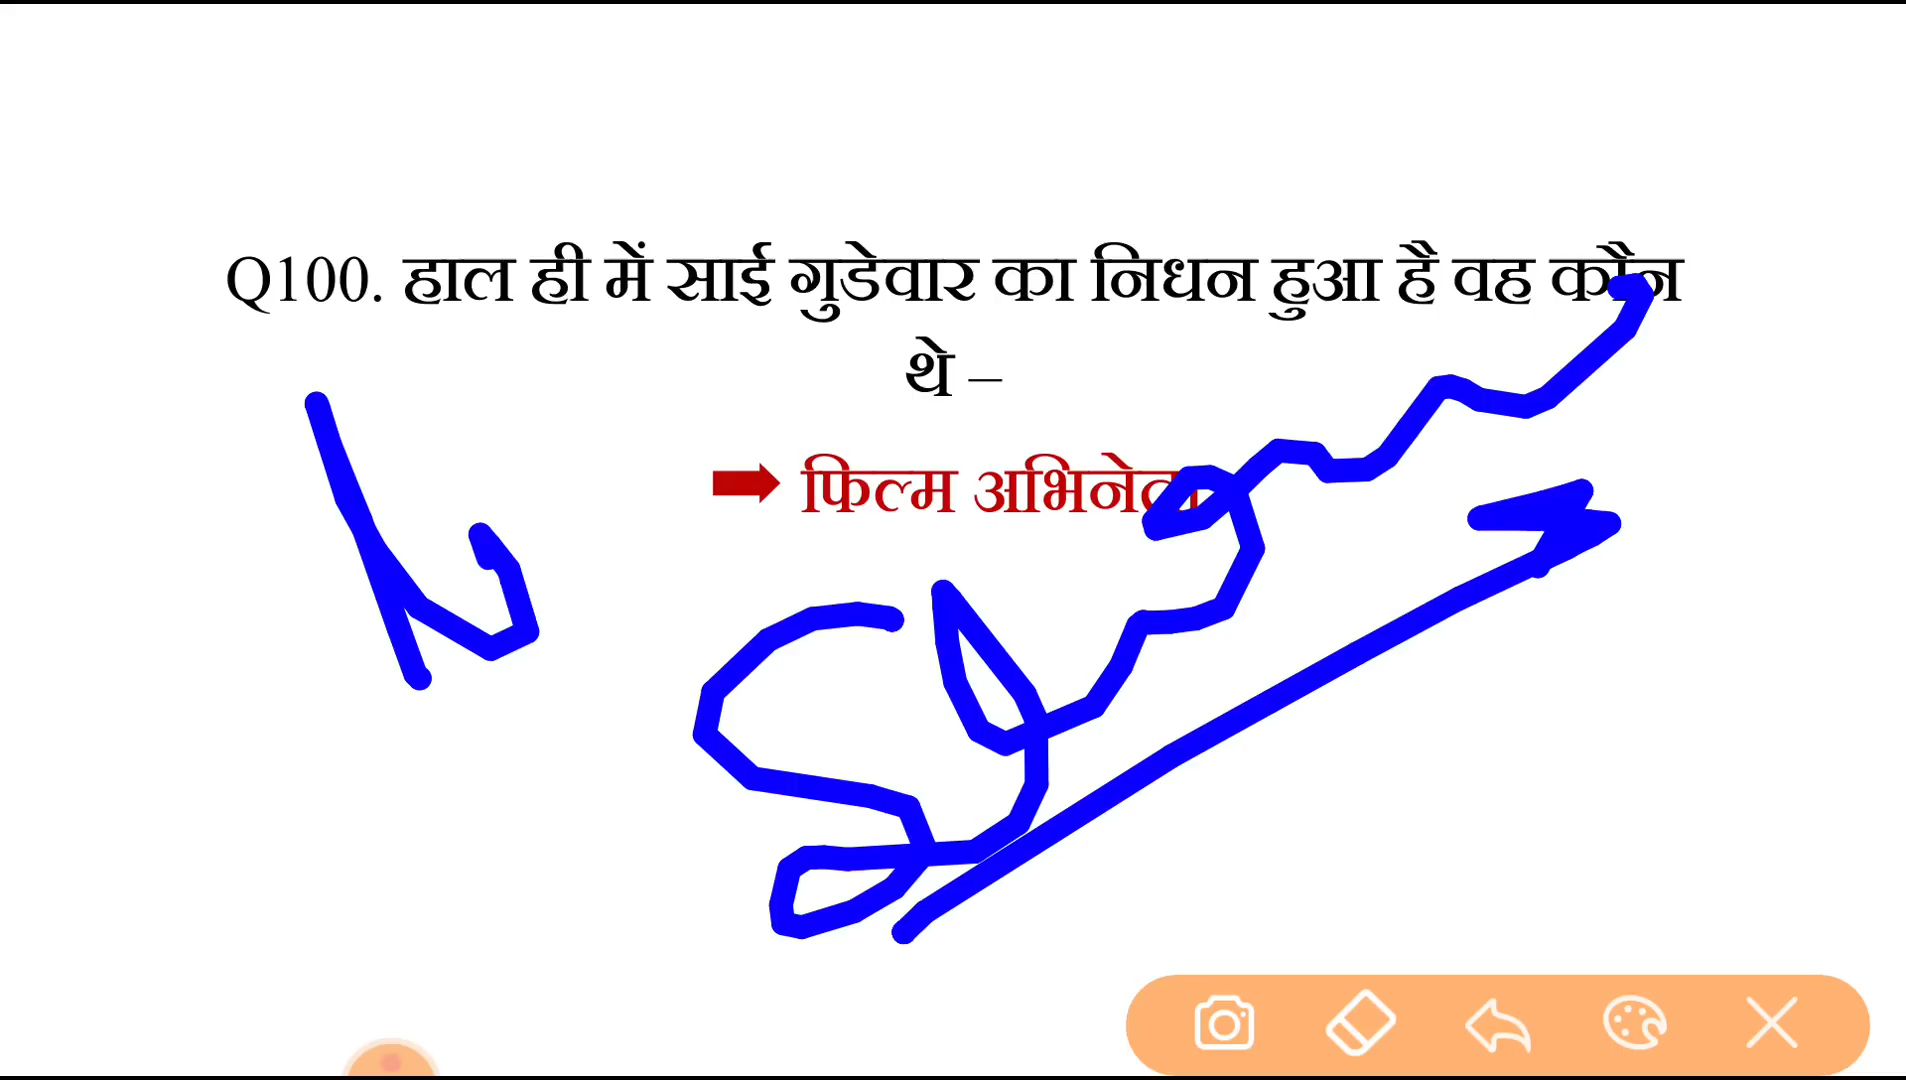 Q100. हाल ही में साई गुडेवार का निधन हुआ है वह कौन
थे –
➡ फिल्म अभिनेता